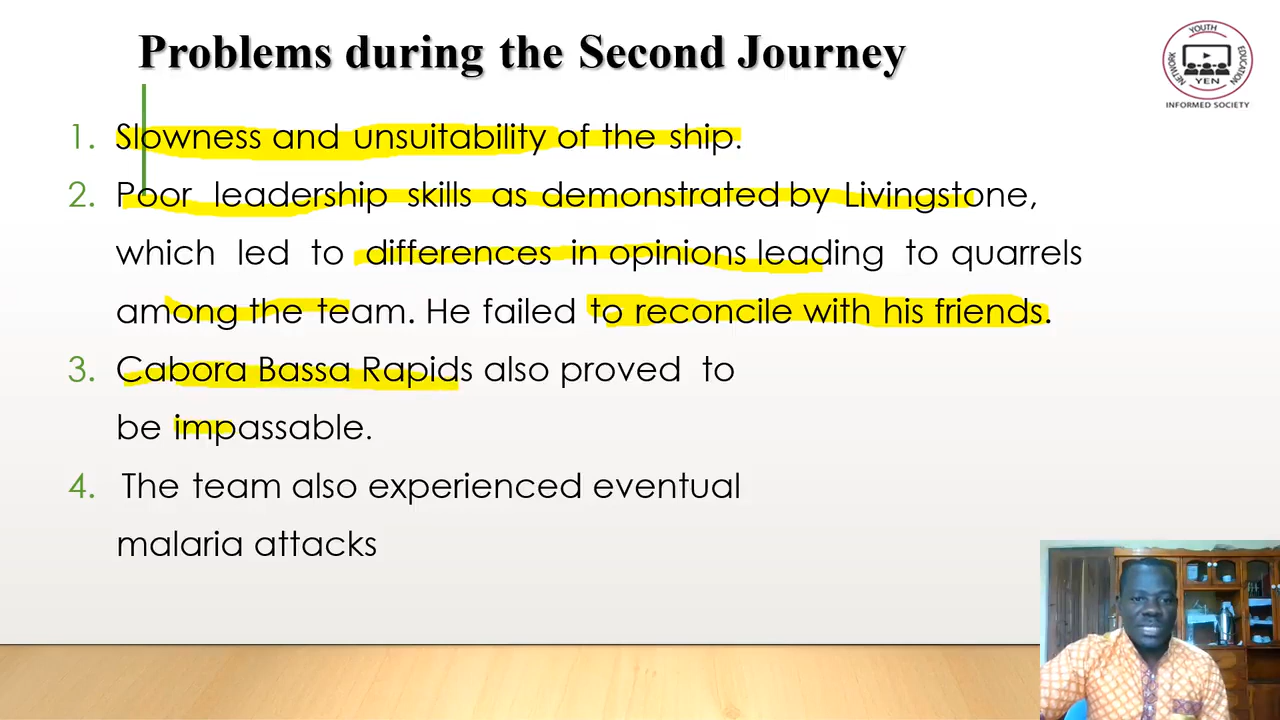 Problems during the Second Journey
YOUTH
EDUCATION
NETWORK
YEN
INFORMED SOCIETY
1. Slowness and unsuitability of the ship.
2. Poor leadership skills as demonstrated by Livingstone,
which led to differences in opinions leading to quarrels
among the team. He failed to reconcile with his friends.
3. Cabora Bassa Rapids also proved to
be impassable.
4. The team also experienced eventual
malaria attacks